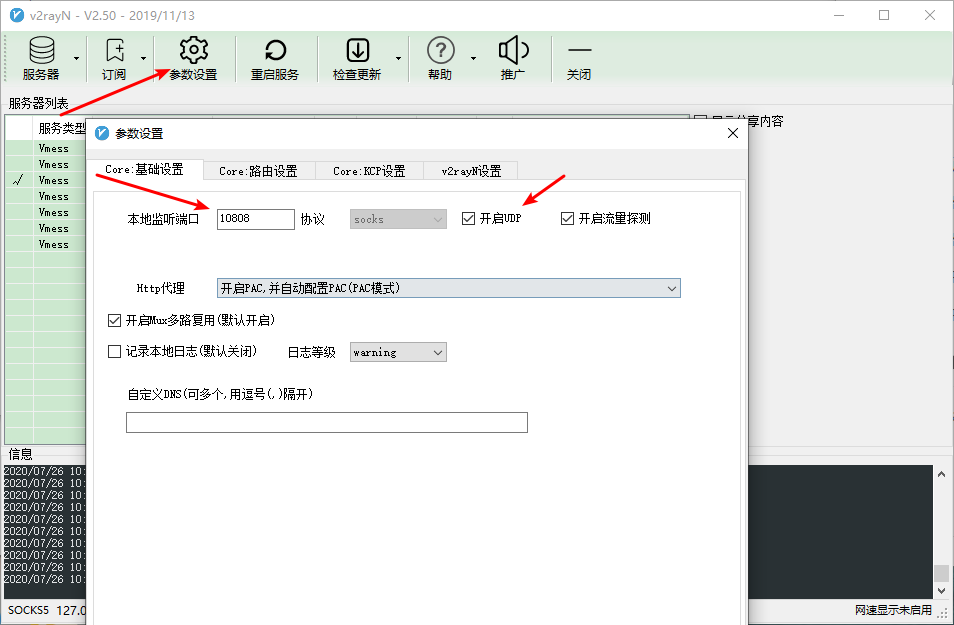 v2rayN - V2.50 - 2019/11/13
服务器 订阅 参数设置 重启服务 检查更新 帮助 推广 关闭
服务器列表
服务类型
Vmess
Vmess
Vmess
Vmess
Vmess
Vmess
Vmess
显示分享内容
参数设置
Core:基础设置 Core:路由设置 Core:KCP设置 v2rayN设置
本地监听端口 10808 协议 socks 开启UDP 开启流量探测
Http代理 开启PAC,并自动配置PAC(PAC模式)
开启Mux多路复用(默认开启)
记录本地日志(默认关闭) 日志等级 warning
自定义DNS(可多个,用逗号(,)隔开)
信息
2020/07/26 10:
2020/07/26 10:
2020/07/26 10:
2020/07/26 10:
2020/07/26 10:
2020/07/26 10:
2020/07/26 10:
2020/07/26 10:
2020/07/26 10:
2020/07/26 10:
SOCKS5 127.0 网速显示未启用